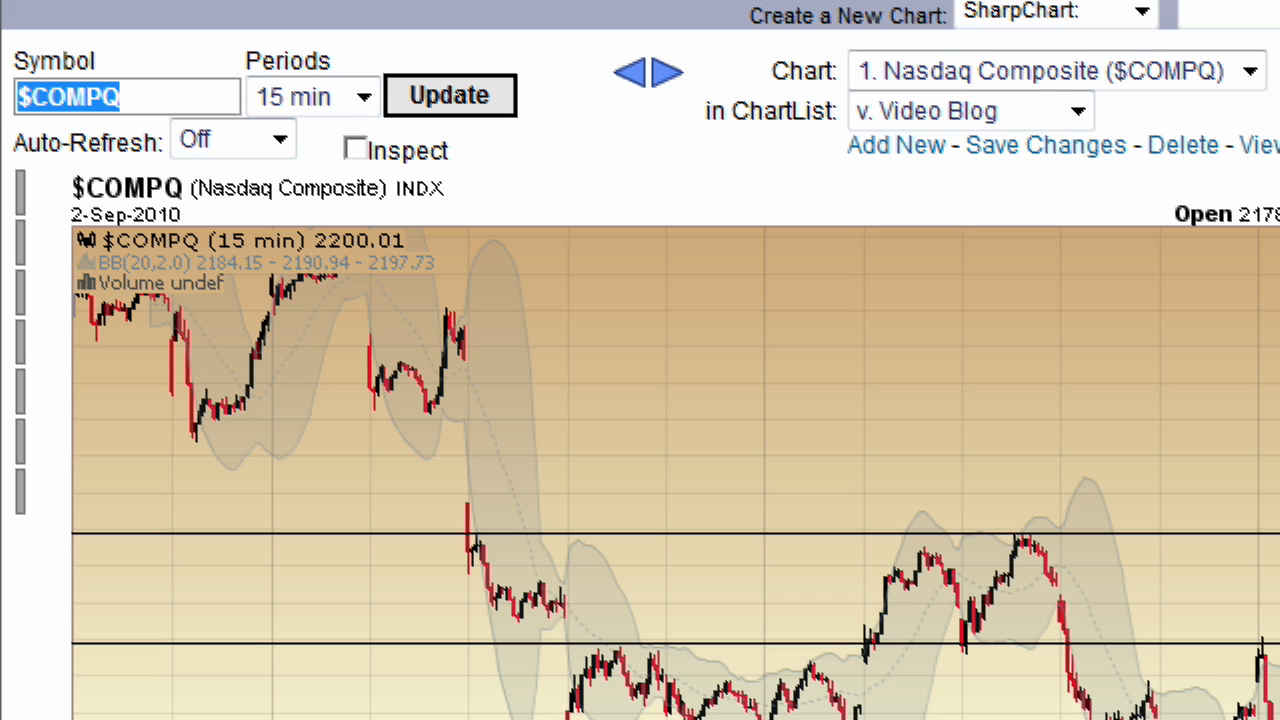 Create a New Chart: SharpChart:
Symbol Periods
$COMPQ 15 min Update Chart: 1. Nasdaq Composite ($COMPQ)
in ChartList: v. Video Blog
Auto-Refresh: Off Inspect Add New - Save Changes - Delete - View
$COMPQ (Nasdaq Composite) INDX
2-Sep-2010 Open 2178
$COMPQ (15 min) 2200.01
BB(20,2.0) 2184.15 - 2190.94 - 2197.73
Volume undef